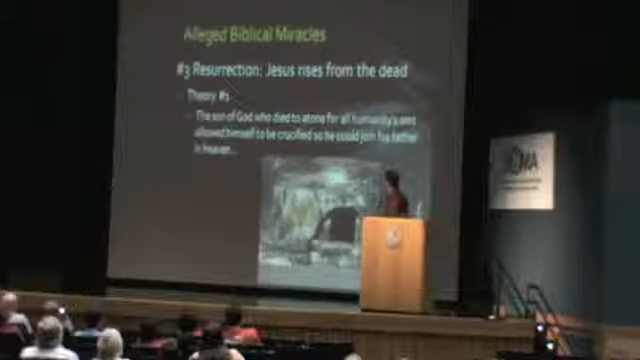 Alleged Biblical Miracles
#3 Resurrection: Jesus rises from the dead
Theory #1
The son of God who died to atone for all humanity's sins
allowed himself to be crucified so he could join his father
in heaven...